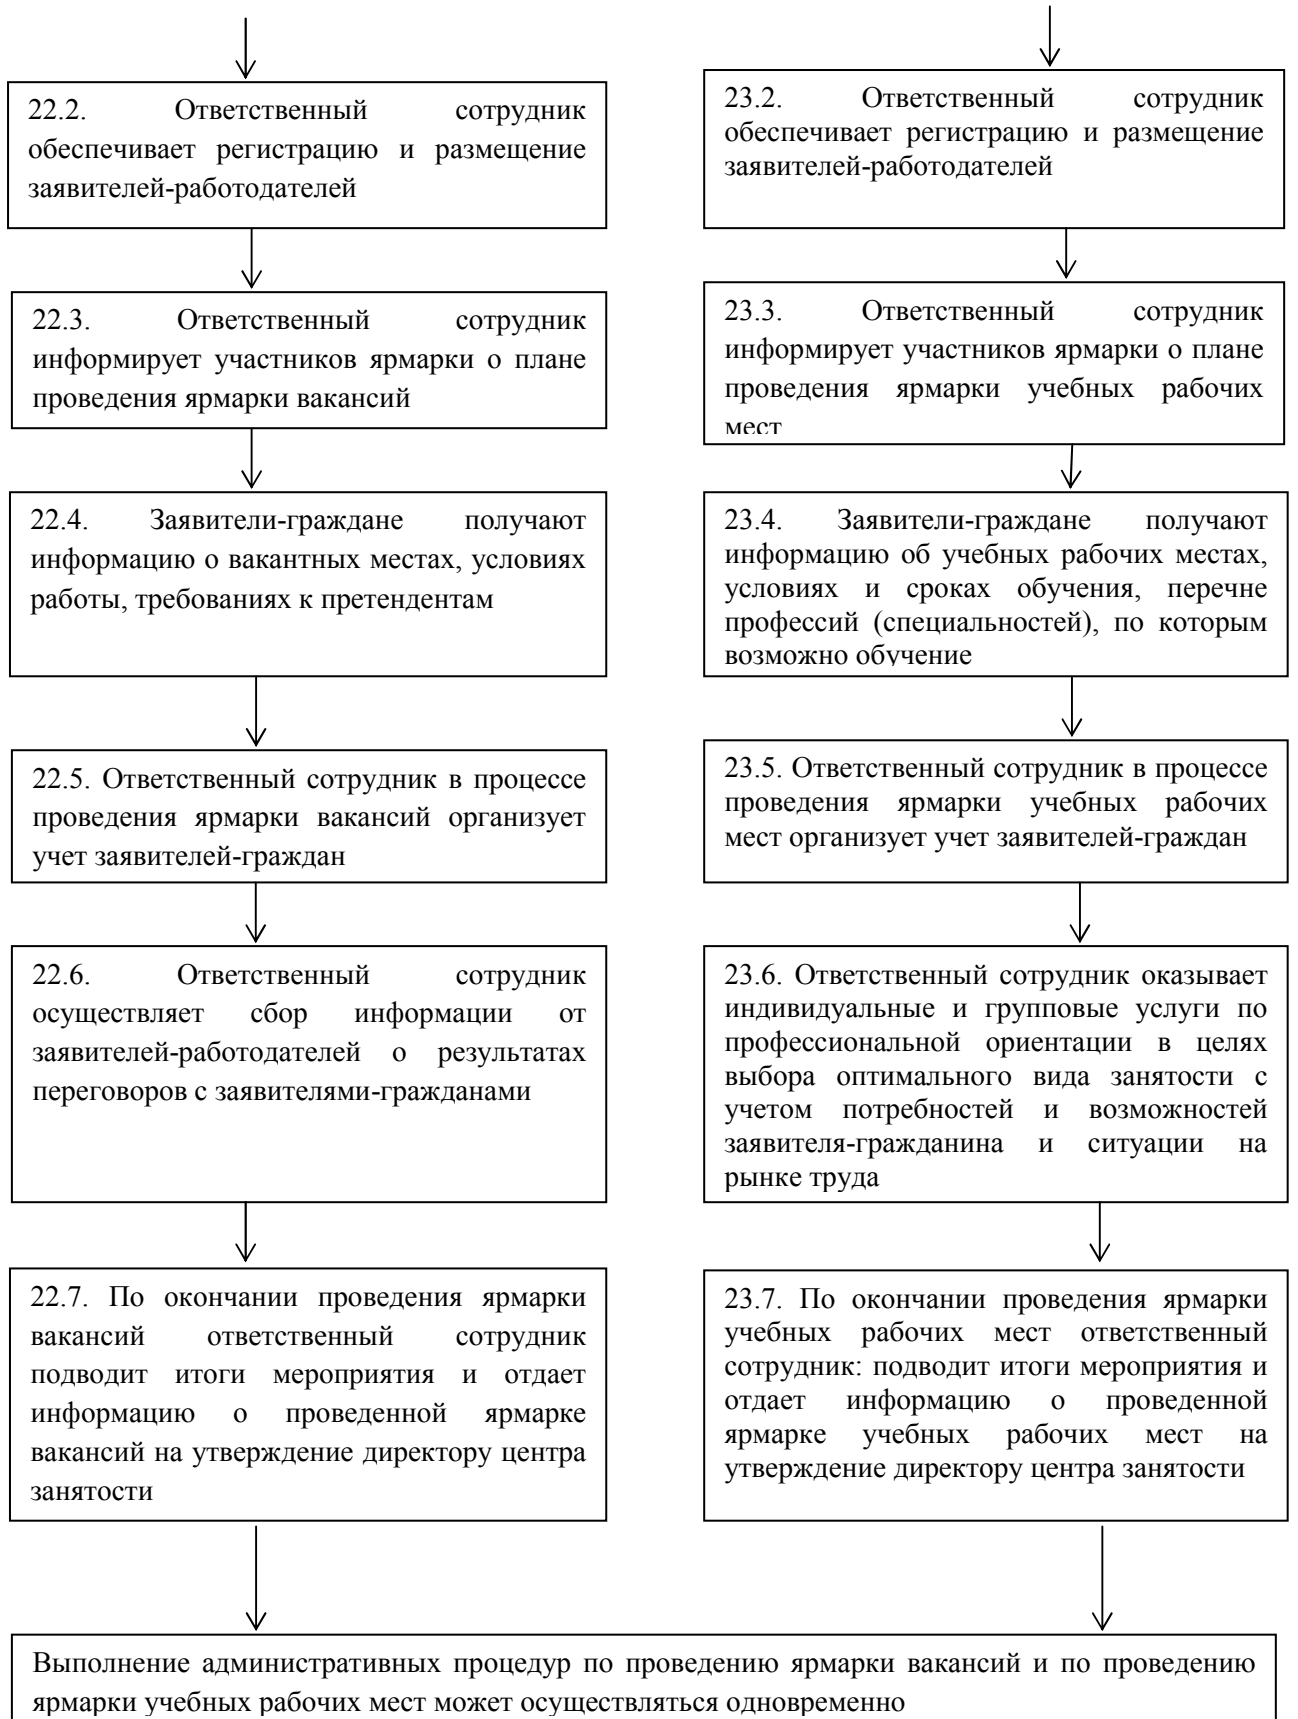 22.2. Ответственный сотрудник
обеспечивает регистрацию и размещение
заявителей-работодателей
23.2. Ответственный сотрудник
обеспечивает регистрацию и размещение
заявителей-работодателей
22.3. Ответственный сотрудник
информирует участников ярмарки о плане
проведения ярмарки вакансий
23.3. Ответственный сотрудник
информирует участников ярмарки о плане
проведения ярмарки учебных рабочих
мест
22.4. Заявители-граждане получают
информацию о вакантных местах, условиях
работы, требованиях к претендентам
23.4. Заявители-граждане получают
информацию об учебных рабочих местах,
условиях и сроках обучения, перечне
профессий (специальностей), по которым
возможно обучение
22.5. Ответственный сотрудник в процессе
проведения ярмарки вакансий организует
учет заявителей-граждан
23.5. Ответственный сотрудник в процессе
проведения ярмарки учебных рабочих
мест организует учет заявителей-граждан
22.6. Ответственный сотрудник
осуществляет сбор информации от
заявителей-работодателей о результатах
переговоров с заявителями-гражданами
23.6. Ответственный сотрудник оказывает
индивидуальные и групповые услуги по
профессиональной ориентации в целях
выбора оптимального вида занятости с
учетом потребностей и возможностей
заявителя-гражданина и ситуации на
рынке труда
22.7. По окончании проведения ярмарки
вакансий ответственный сотрудник
подводит итоги мероприятия и отдает
информацию о проведенной ярмарке
вакансий на утверждение директору центра
занятости
23.7. По окончании проведения ярмарки
учебных рабочих мест ответственный
сотрудник: подводит итоги мероприятия и
отдает информацию о проведенной
ярмарке учебных рабочих мест на
утверждение директору центра занятости
Выполнение административных процедур по проведению ярмарки вакансий и по проведению
ярмарки учебных рабочих мест может осуществляться одновременно